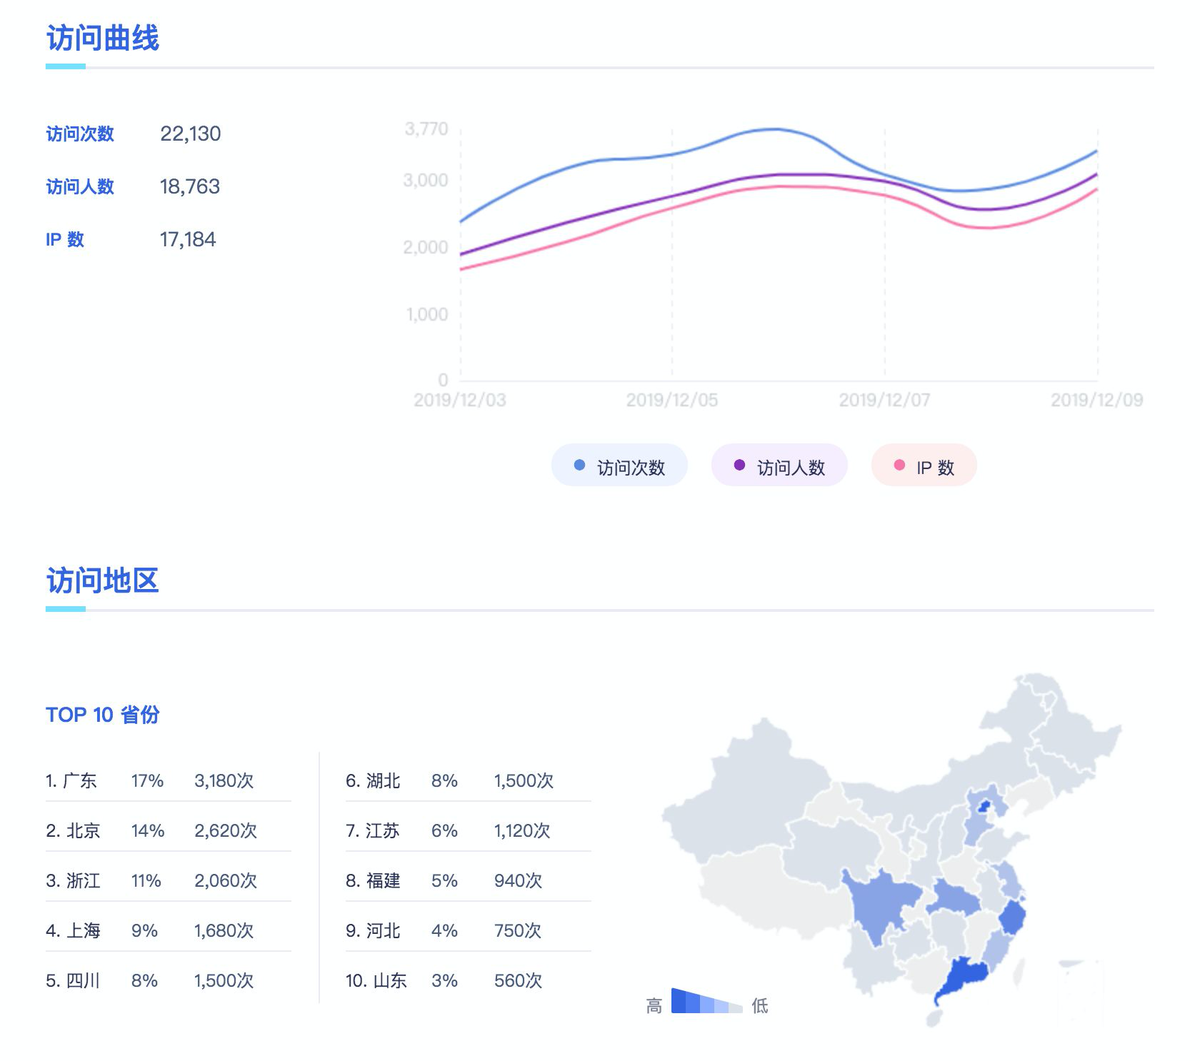 访问曲线
访问次数 22,130
访问人数 18,763
IP 数 17,184
3,770
3,000
2,000
1,000
0
2019/12/03 2019/12/05 2019/12/07 2019/12/09
访问次数 访问人数 IP 数
访问地区
TOP 10 省份
1. 广东 17% 3,180次
2. 北京 14% 2,620次
3. 浙江 11% 2,060次
4. 上海 9% 1,680次
5. 四川 8% 1,500次
6. 湖北 8% 1,500次
7. 江苏 6% 1,120次
8. 福建 5% 940次
9. 河北 4% 750次
10. 山东 3% 560次
高 低